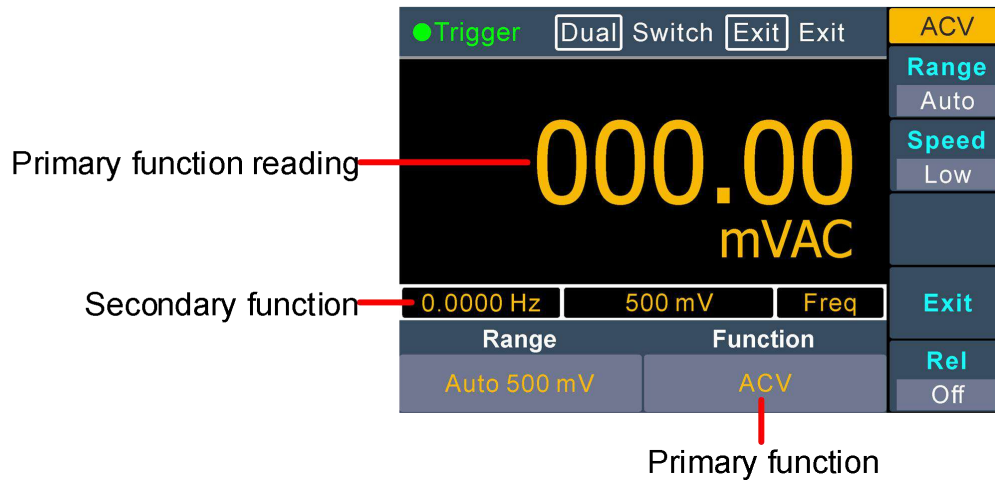 Trigger Dual Switch Exit Exit
ACV
Range
Auto
Speed
Low
Primary function reading
000.00
mVAC
Secondary function
0.0000 Hz 500 mV Freq
Exit
Range Function
Auto 500 mV ACV
Rel
Off
Primary function